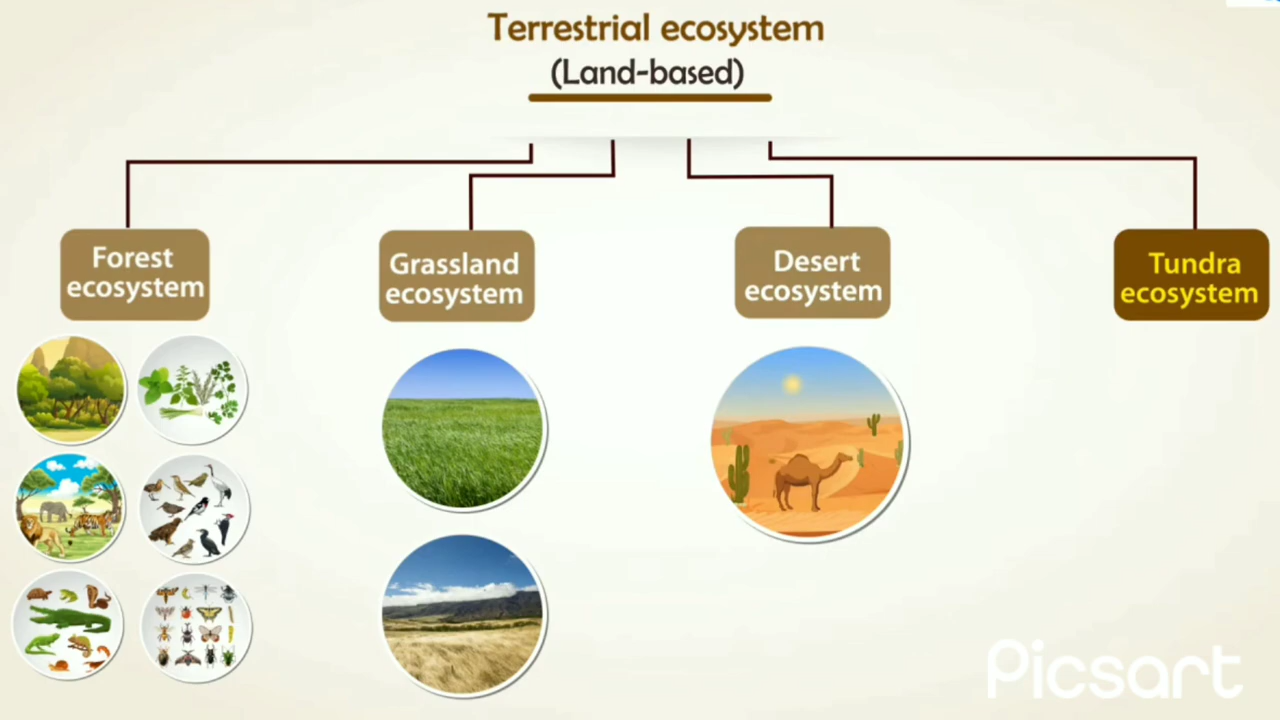 Terrestrial ecosystem
(Land-based)
Forest
ecosystem
Grassland
ecosystem
Desert
ecosystem
Tundra
ecosystem
Picsart